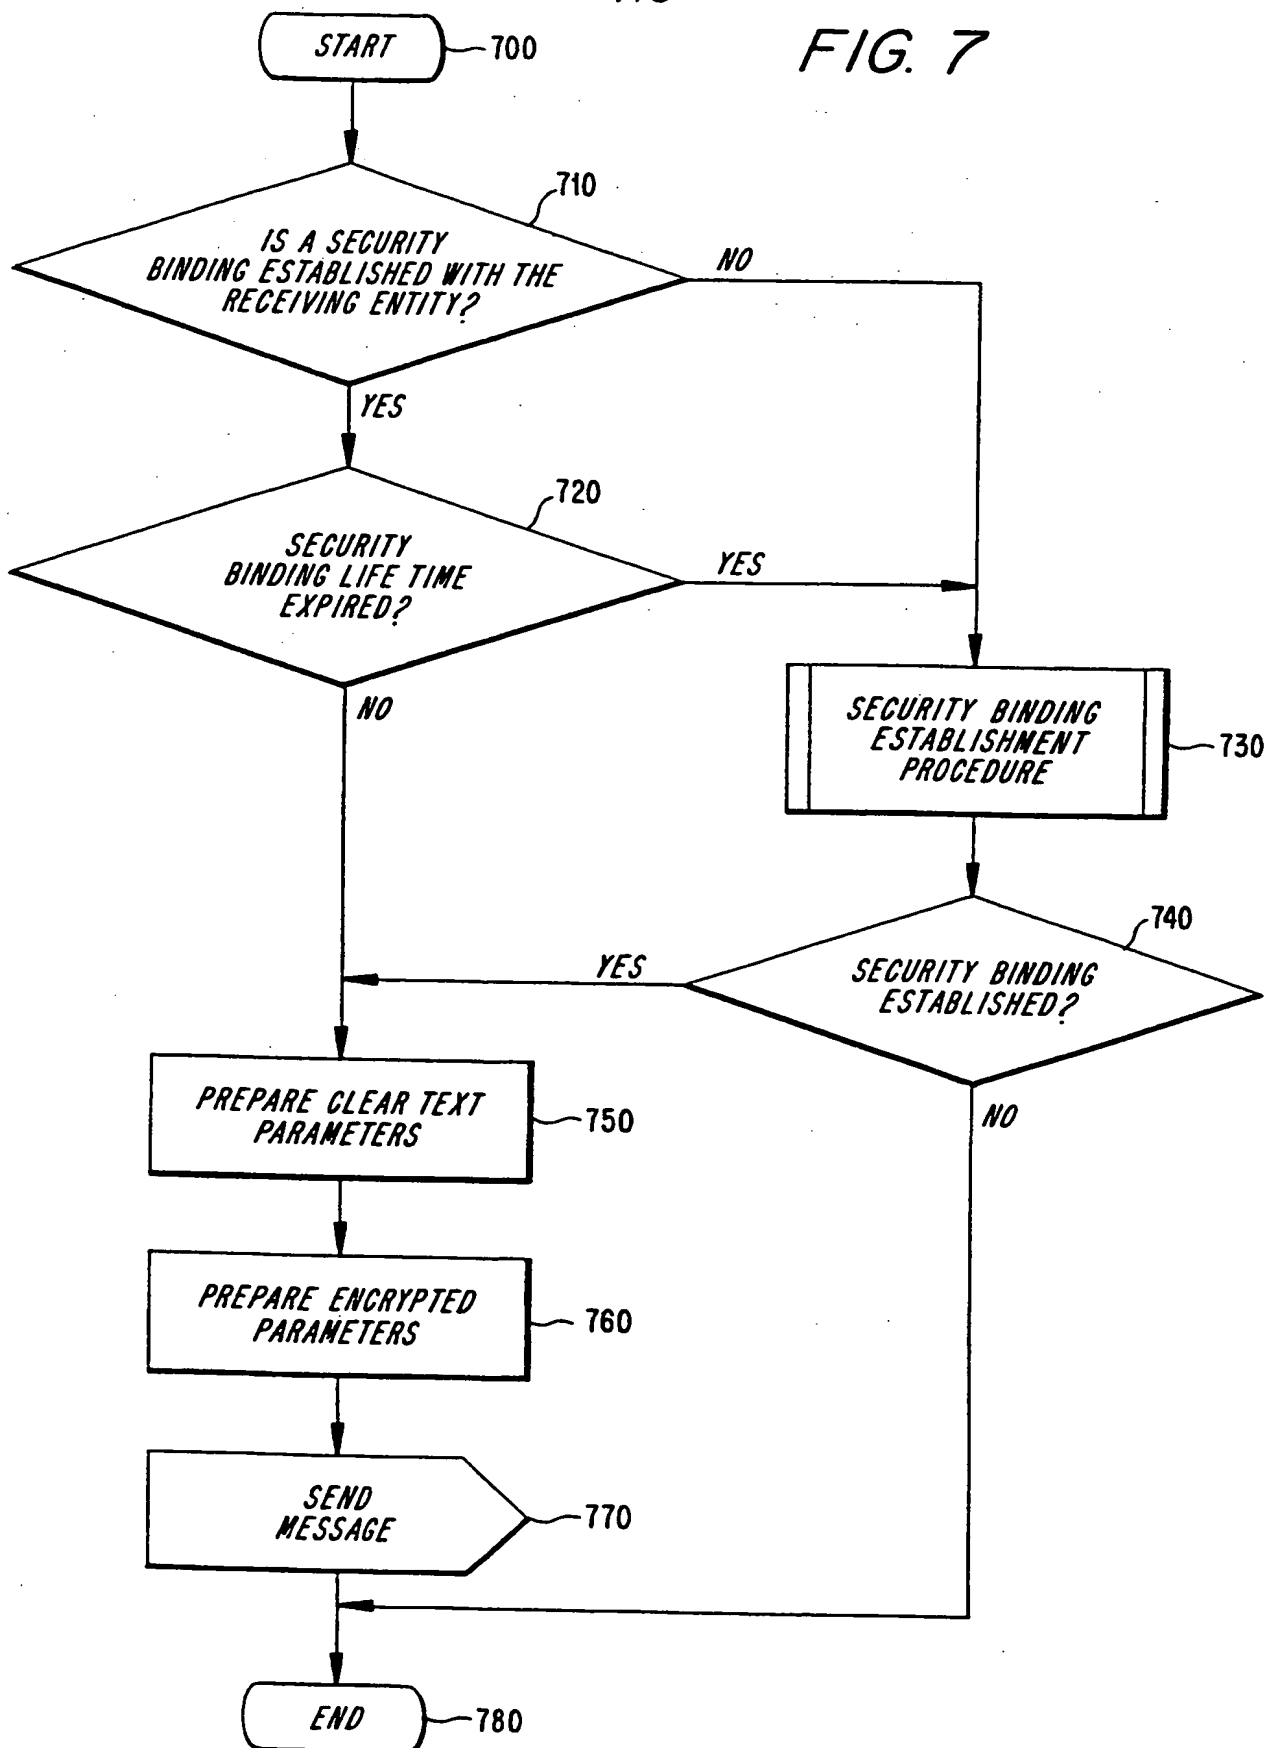 FIG. 7
START
700
710
IS A SECURITY
BINDING ESTABLISHED WITH THE
RECEIVING ENTITY?
NO
YES
720
SECURITY
BINDING LIFE TIME
EXPIRED?
YES
NO
SECURITY BINDING
ESTABLISHMENT
PROCEDURE
730
740
SECURITY BINDING
ESTABLISHED?
YES
NO
PREPARE CLEAR TEXT
PARAMETERS
750
PREPARE ENCRYPTED
PARAMETERS
760
SEND
MESSAGE
770
END
780